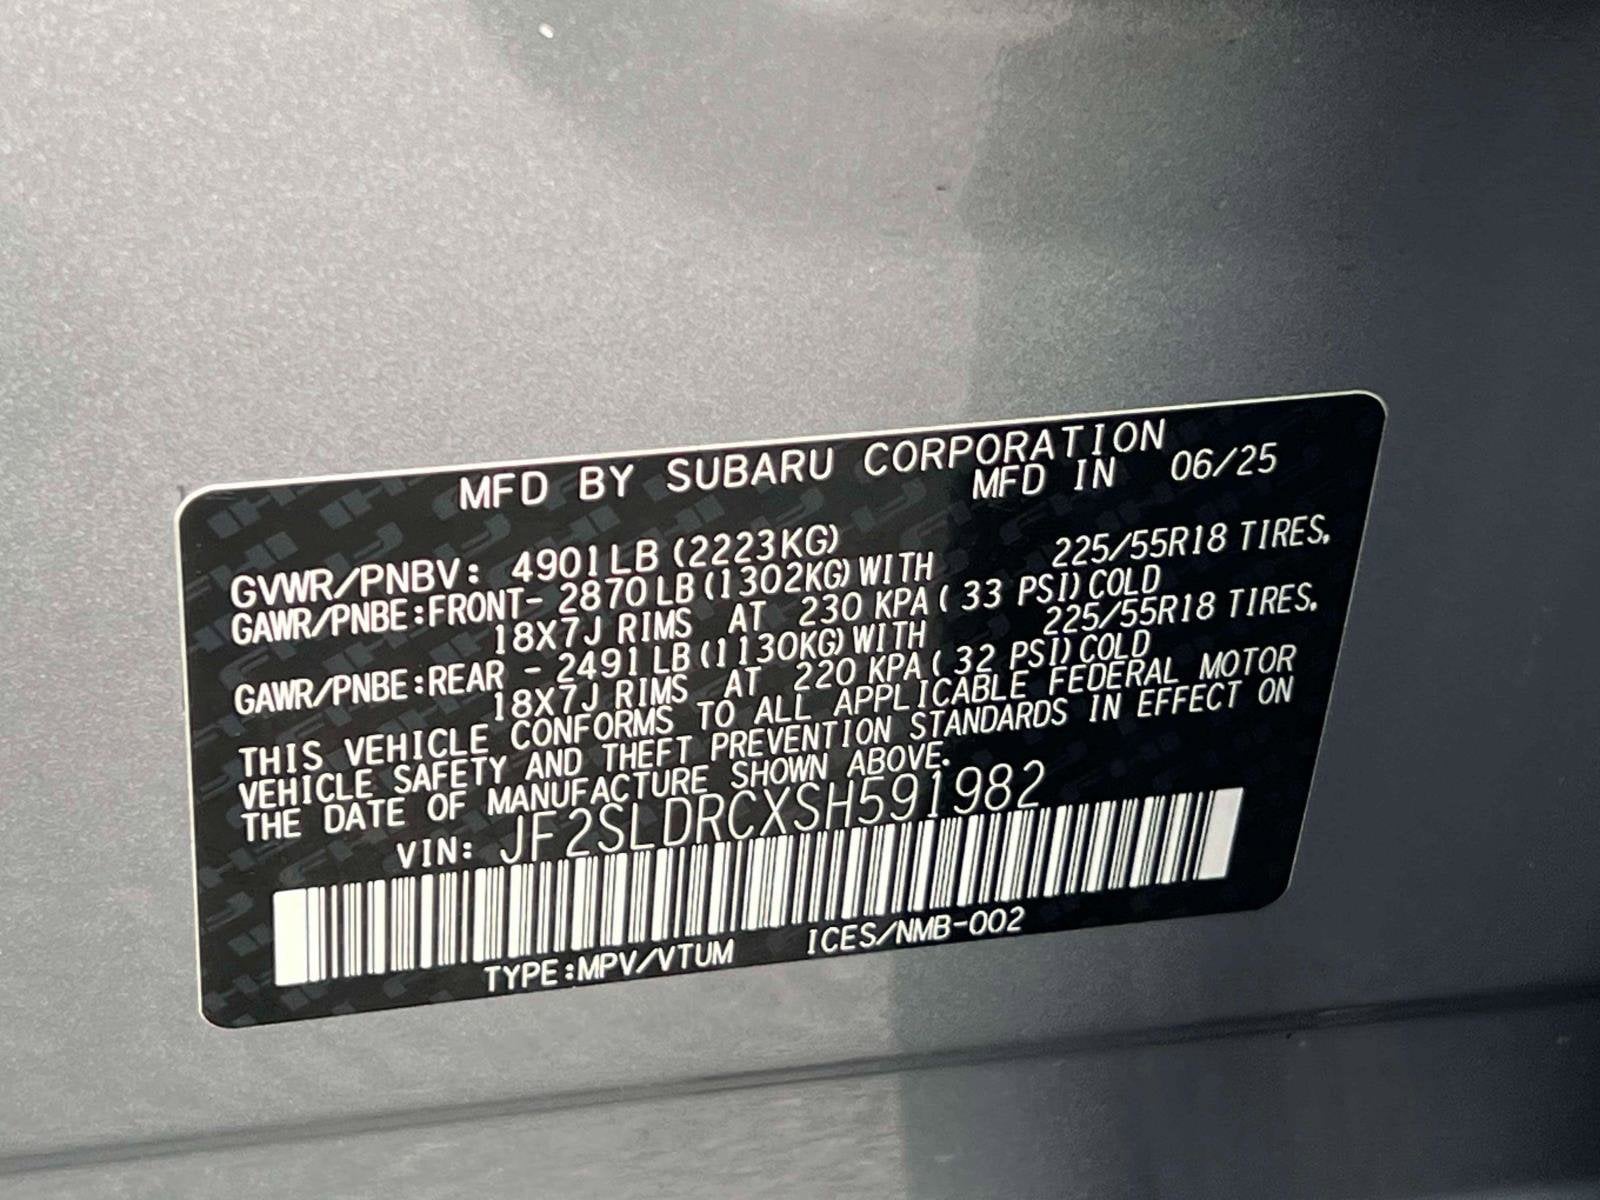 MFD BY SUBARU CORPORATION
MFD IN 06/25
GVWR/PNBV: 4901LB (2223KG)
GAWR/PNBE:FRONT- 2870LB(1302KG)WITH 225/55R18 TIRES,
18X7J RIMS AT 230 KPA( 33 PSI)COLD
GAWR/PNBE:REAR - 2491LB(1130KG)WITH 225/55R18 TIRES,
18X7J RIMS AT 220 KPA( 32 PSI)COLD
THIS VEHICLE CONFORMS TO ALL APPLICABLE FEDERAL MOTOR
VEHICLE SAFETY AND THEFT PREVENTION STANDARDS IN EFFECT ON
THE DATE OF MANUFACTURE SHOWN ABOVE.
VIN: JF2SLDRCXSH591982
TYPE:MPV/VTUM ICES/NMB-002